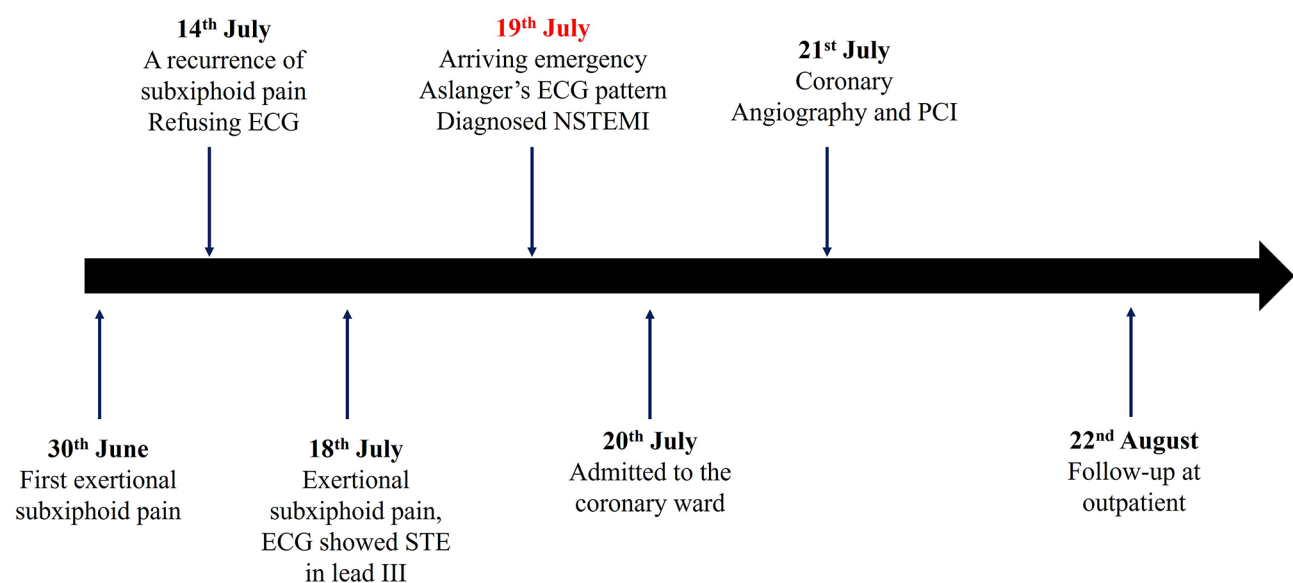 14th July
A recurrence of
subxiphoid pain
Refusing ECG
19th July
Arriving emergency
Aslanger’s ECG pattern
Diagnosed NSTEMI
21st July
Coronary
Angiography and PCI
30th June
First exertional
subxiphoid pain
18th July
Exertional
subxiphoid pain,
ECG showed STE
in lead III
20th July
Admitted to the
coronary ward
22nd August
Follow-up at
outpatient